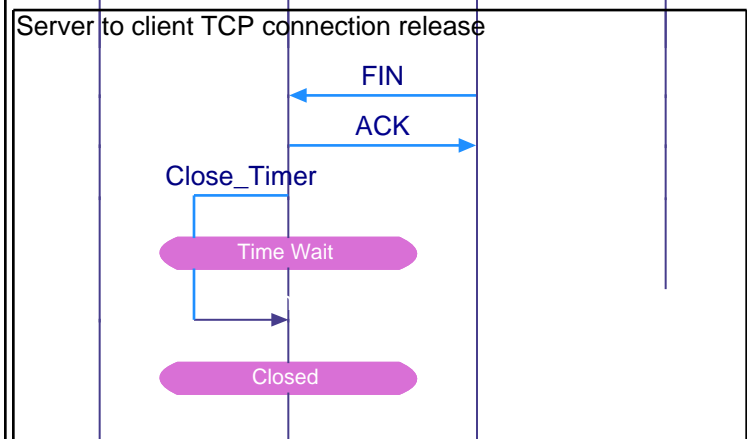 Server to client TCP connection release
FIN
ACK
Close_Timer
Time Wait
Closed